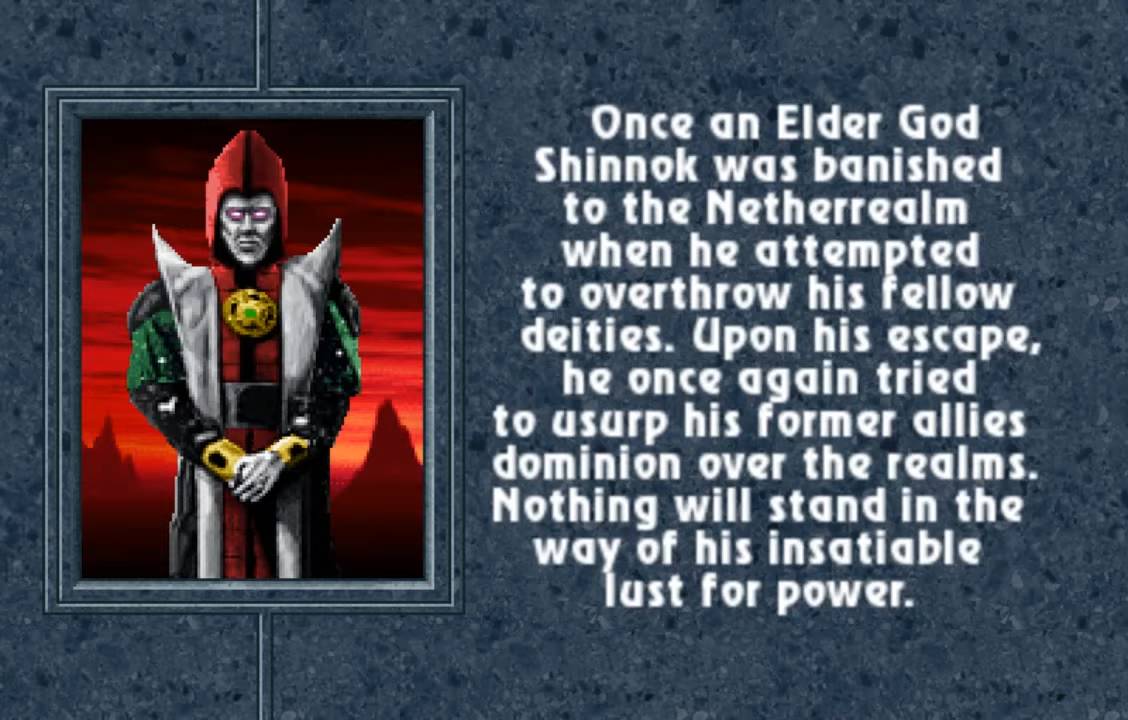 Once an Elder God
Shinnok was banished
to the Netherrealm
when he attempted
to overthrow his fellow
deities. Upon his escape,
he once again tried
to usurp his former allies
dominion over the realms.
Nothing will stand in the
way of his insatiable
lust for power.